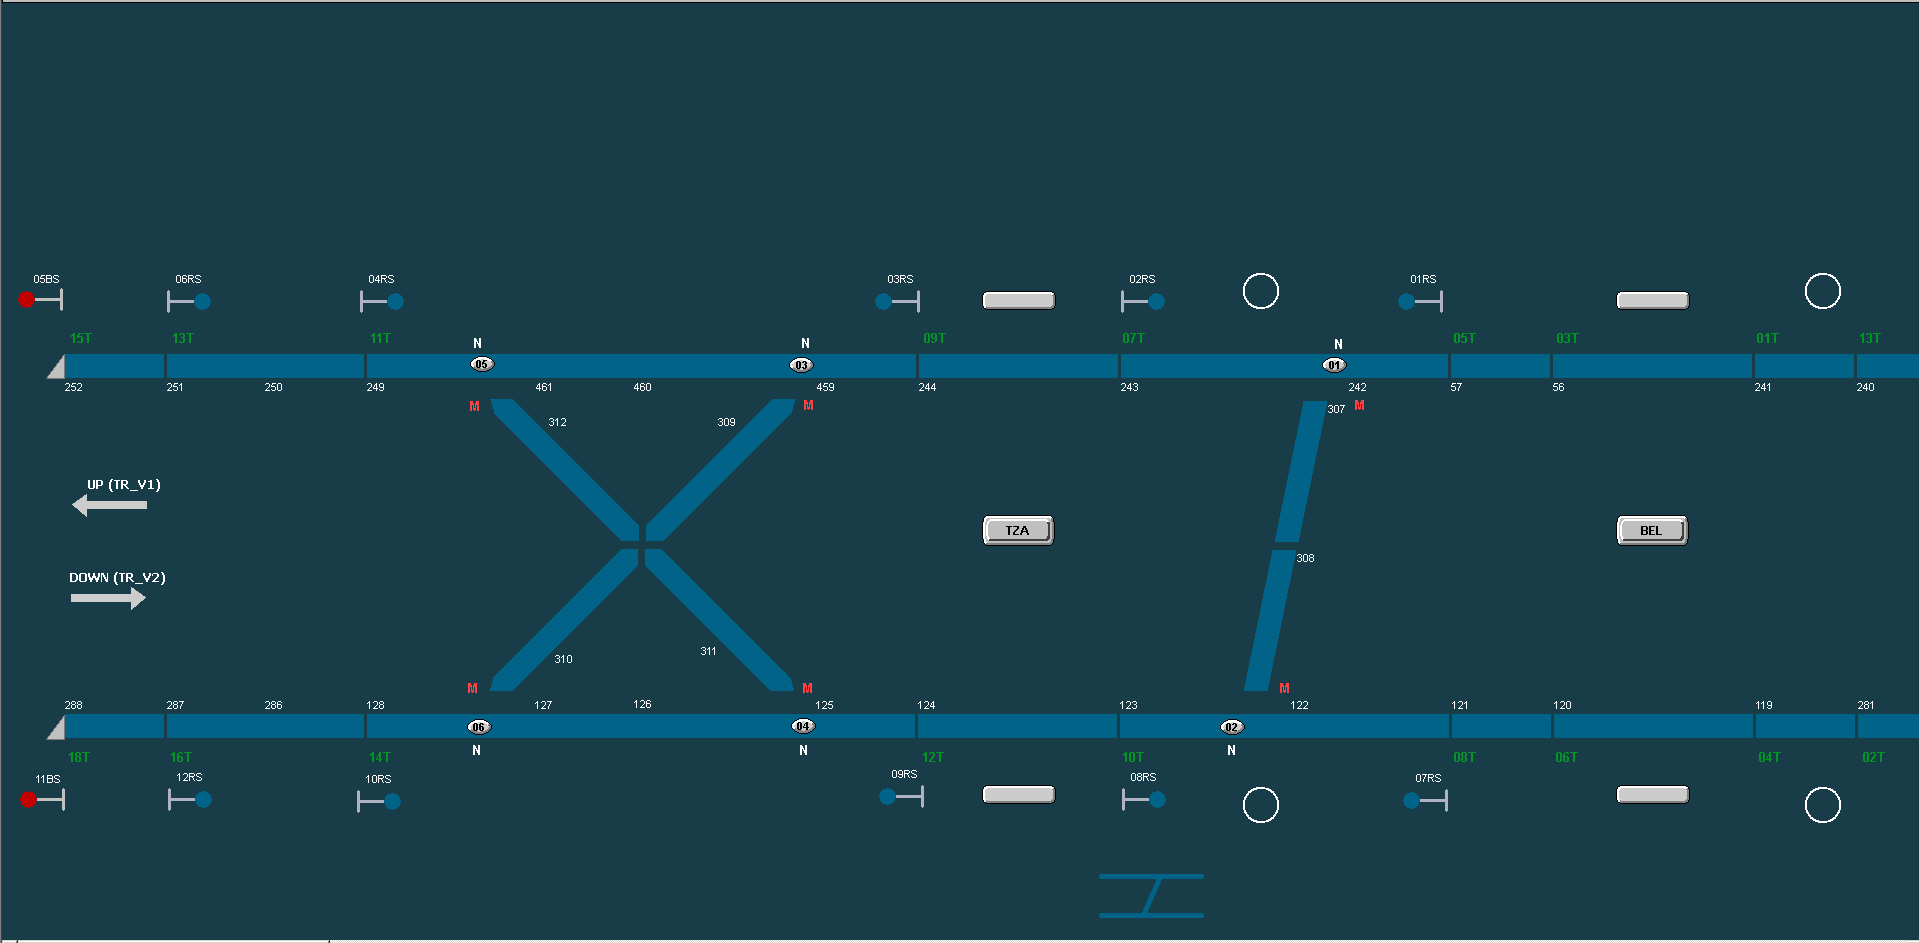 05BS 06RS 04RS 03RS 02RS 01RS
15T 13T 11T N N 09T 07T N 05T 03T 01T 13T
05 03 01
252 251 250 249 461 460 459 244 243 242 57 56 241 240
M M 307 M
312 309
UP (TR_V1)
TZA BEL
308
DOWN (TR_V2)
311
310
M M M
288 287 286 128 127 126 125 124 123 122 121 120 119 281
06 04 02
N N N
18T 16T 14T 12T 10T 08T 06T 04T 02T
11BS 12RS 10RS 09RS 08RS 07RS